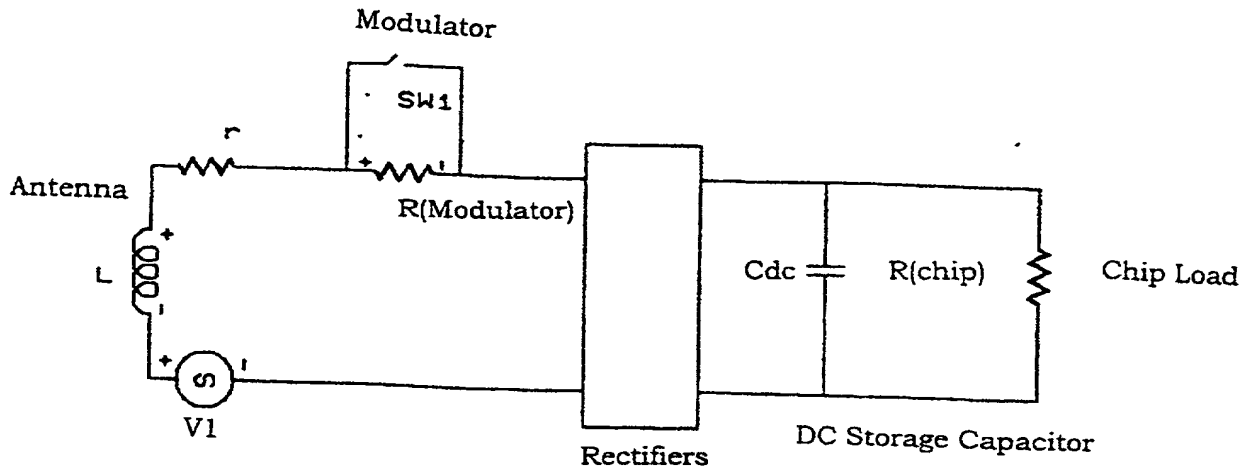 Modulator
SW1
r
+ -
R(Modulator)
Antenna
+
L
-
+ -
S
V1
Rectifiers
Cdc
R(chip)
Chip Load
DC Storage Capacitor